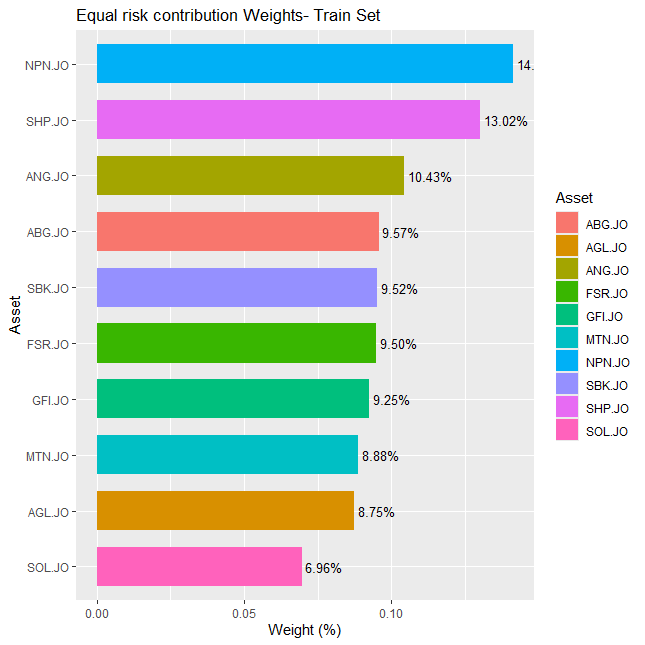 Equal risk contribution Weights- Train Set
NPN.JO
14.
SHP.JO
13.02%
ANG.JO
10.43%
ABG.JO
9.57%
SBK.JO
9.52%
FSR.JO
9.50%
GFI.JO
9.25%
MTN.JO
8.88%
AGL.JO
8.75%
SOL.JO
6.96%
0.00
0.05
0.10
Weight (%)
Asset
Asset
ABG.JO
AGL.JO
ANG.JO
FSR.JO
GFI.JO
MTN.JO
NPN.JO
SBK.JO
SHP.JO
SOL.JO